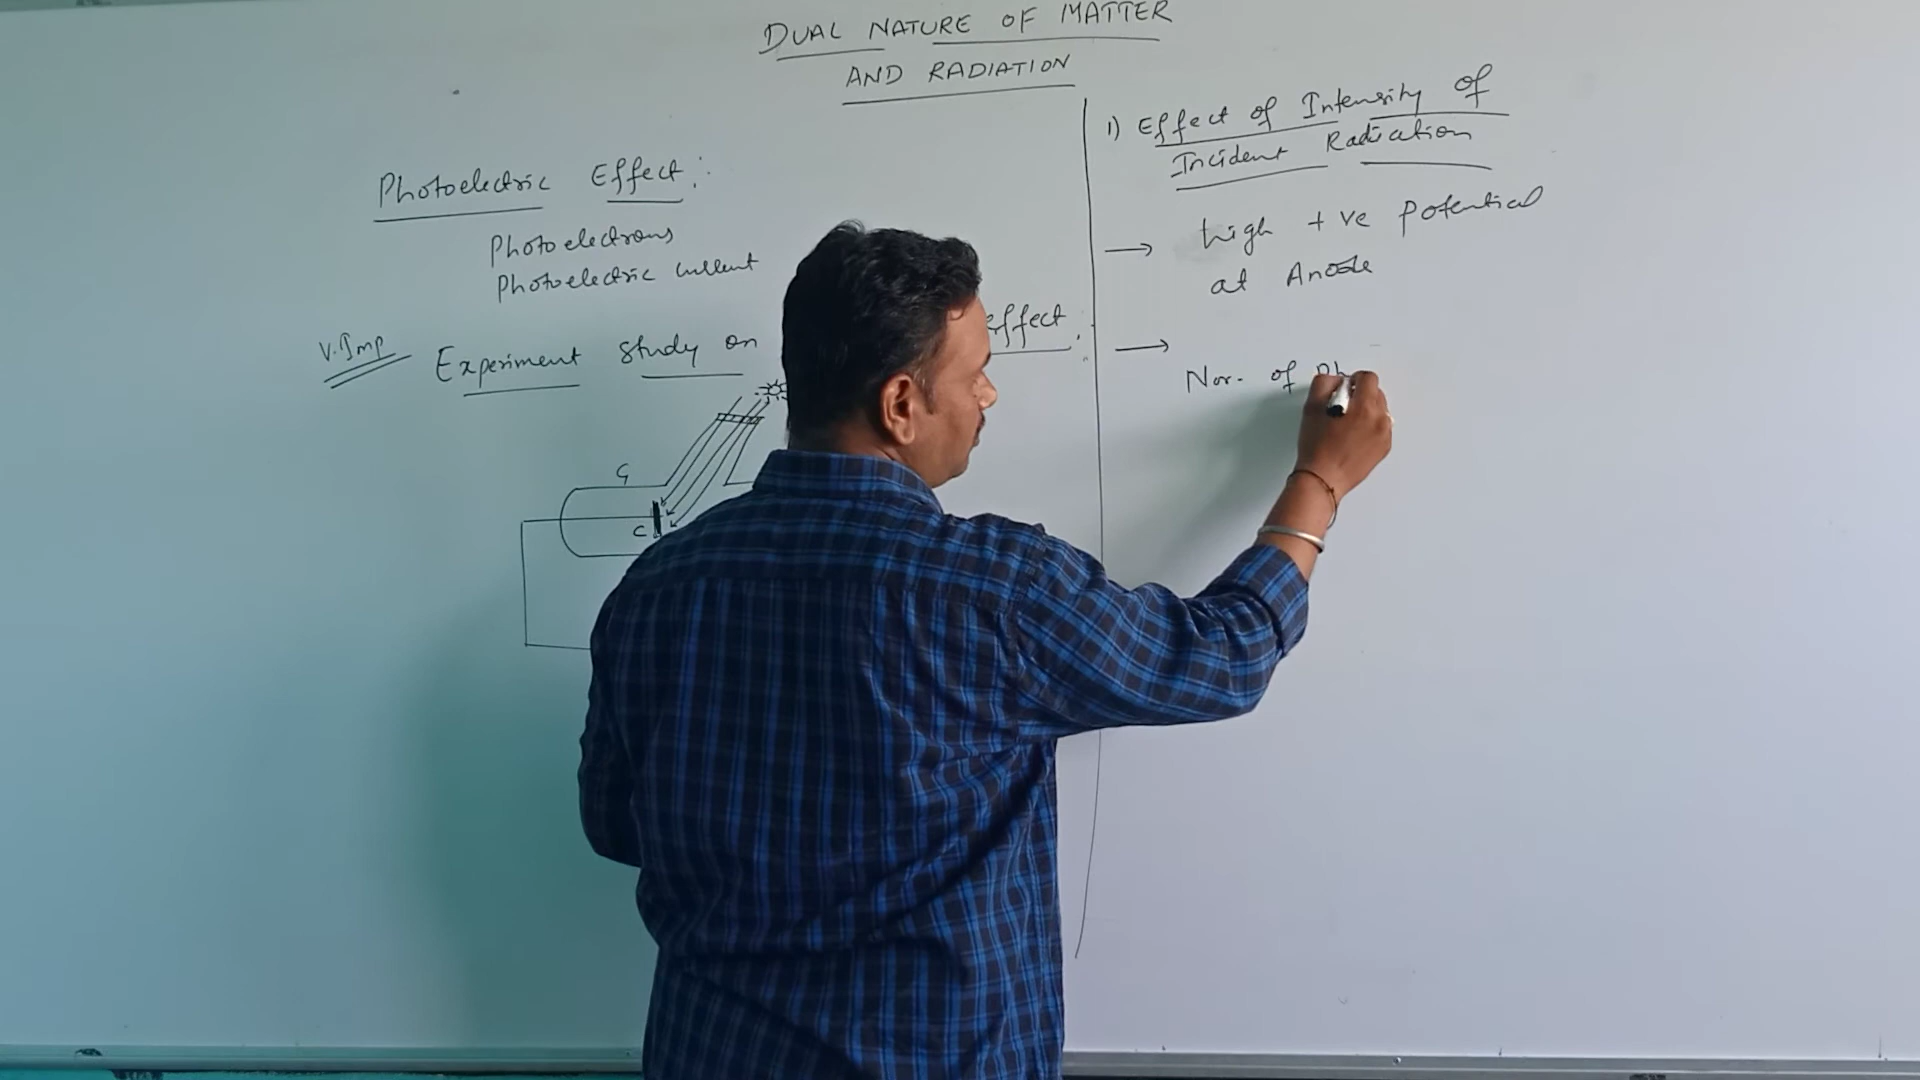 DUAL NATURE OF MATTER
AND RADIATION
Photoelectric Effect:
Photoelectrons
Photoelectric current
V.Imp
Experiment study on effect:
G
C
1) Effect of Intensity of
Incident Radiation
→ high +ve potential
at Anode
→
Nor. of Ph